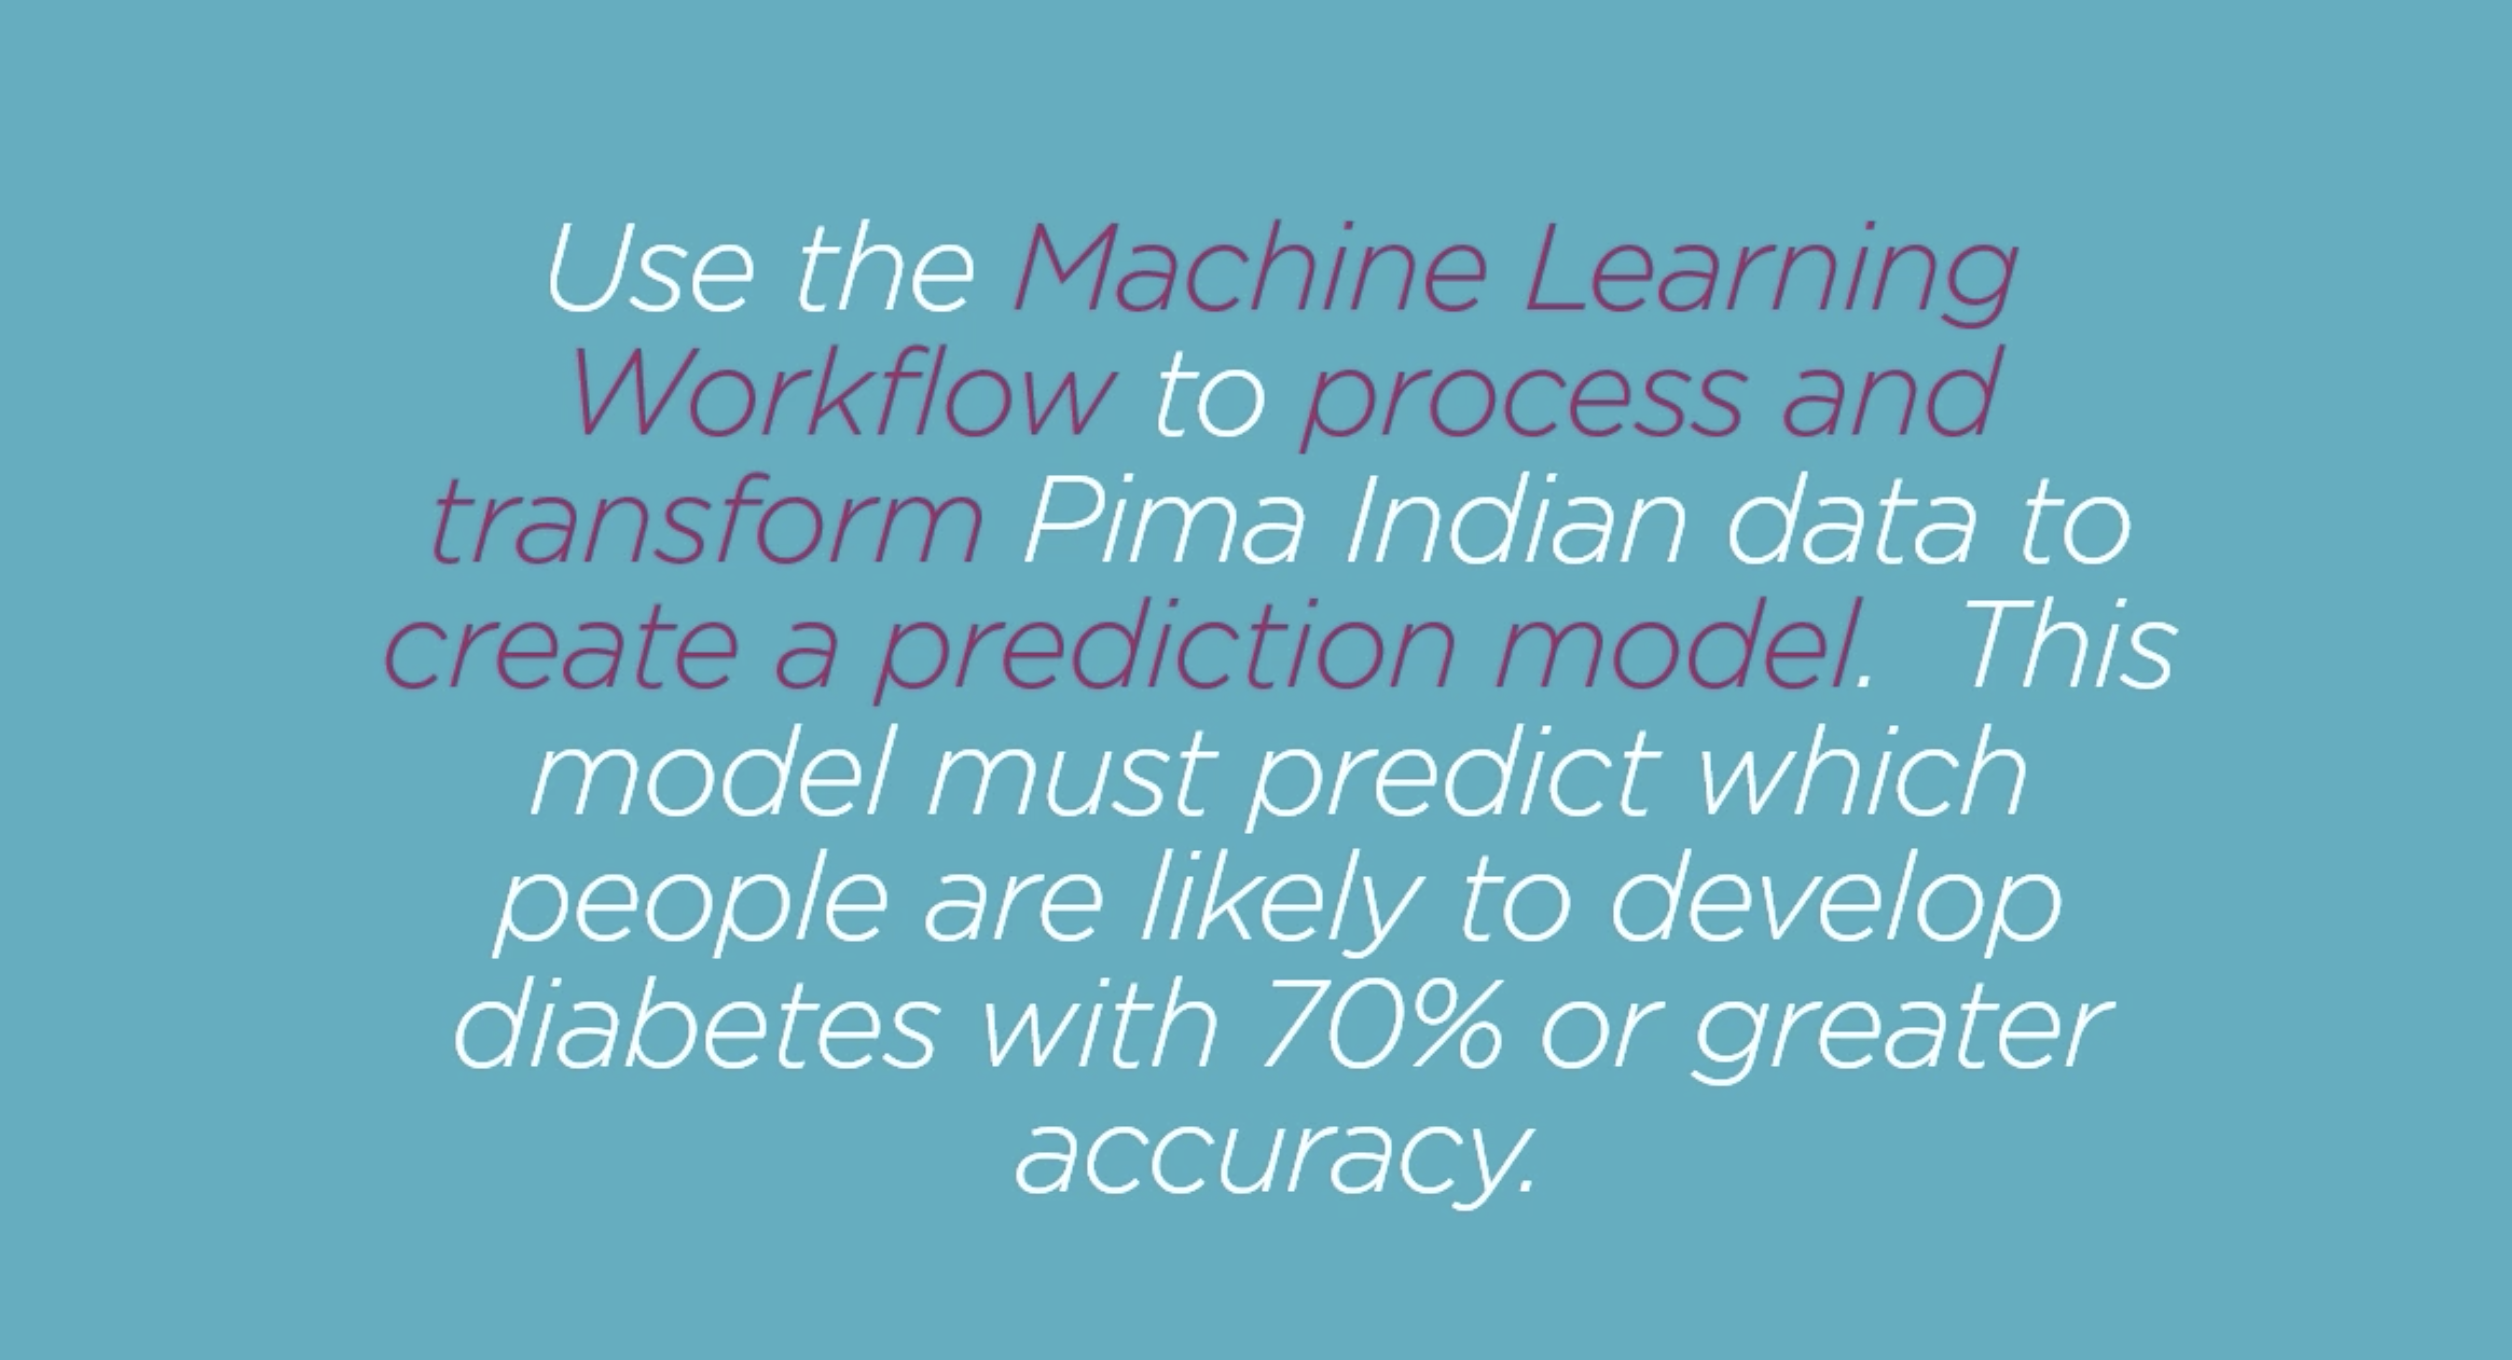 Use the Machine Learning
Workflow to process and
transform Pima Indian data to
create a prediction model.  This
model must predict which
people are likely to develop
diabetes with 70% or greater
accuracy.